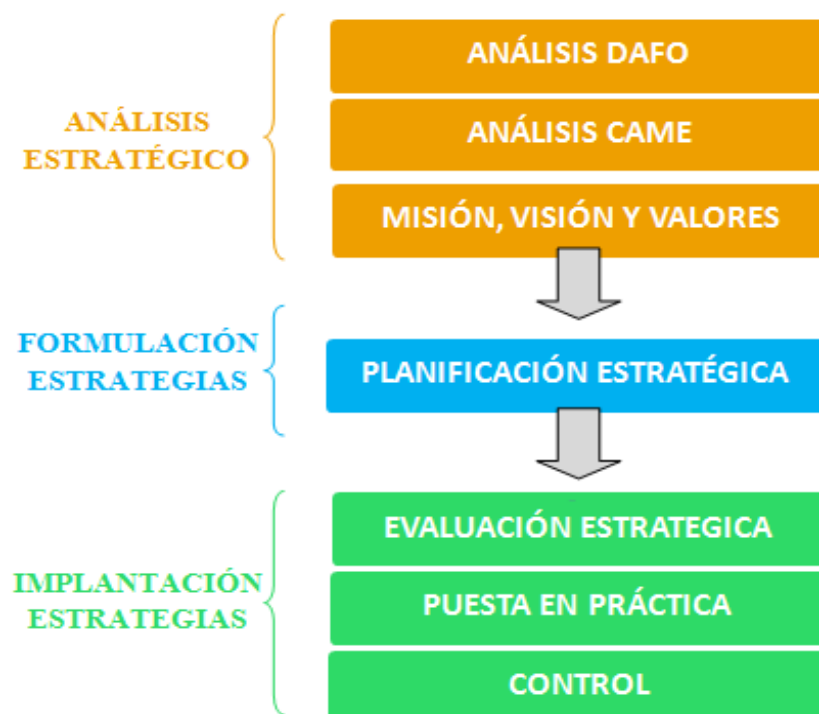 ANÁLISIS
ESTRATÉGICO
ANÁLISIS DAFO
ANÁLISIS CAME
MISIÓN, VISIÓN Y VALORES
FORMULACIÓN
ESTRATEGIAS
PLANIFICACIÓN ESTRATÉGICA
IMPLANTACIÓN
ESTRATEGIAS
EVALUACIÓN ESTRATEGICA
PUESTA EN PRÁCTICA
CONTROL